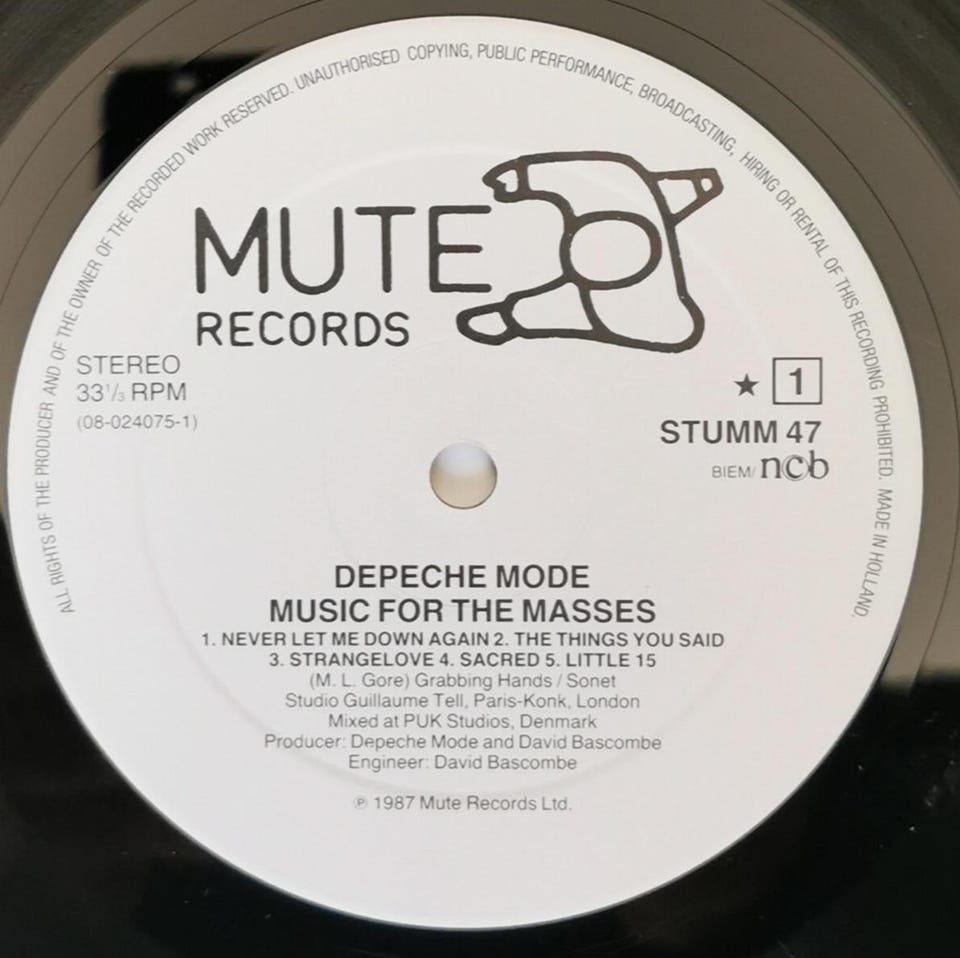 ALL RIGHTS OF THE PRODUCER AND OF THE OWNER OF THE RECORDED WORK RESERVED. UNAUTHORISED COPYING, PUBLIC PERFORMANCE, BROADCASTING, HIRING OR RENTAL OF THIS RECORDING PROHIBITED. MADE IN HOLLAND.
MUTE
RECORDS
STEREO
33⅓ RPM
(08-024075-1)
★ 1
STUMM 47
BIEM/ncb
DEPECHE MODE
MUSIC FOR THE MASSES
1. NEVER LET ME DOWN AGAIN 2. THE THINGS YOU SAID
3. STRANGELOVE 4. SACRED 5. LITTLE 15
(M. L. Gore) Grabbing Hands / Sonet
Studio Guillaume Tell, Paris-Konk, London
Mixed at PUK Studios, Denmark
Producer: Depeche Mode and David Bascombe
Engineer: David Bascombe
℗ 1987 Mute Records Ltd.